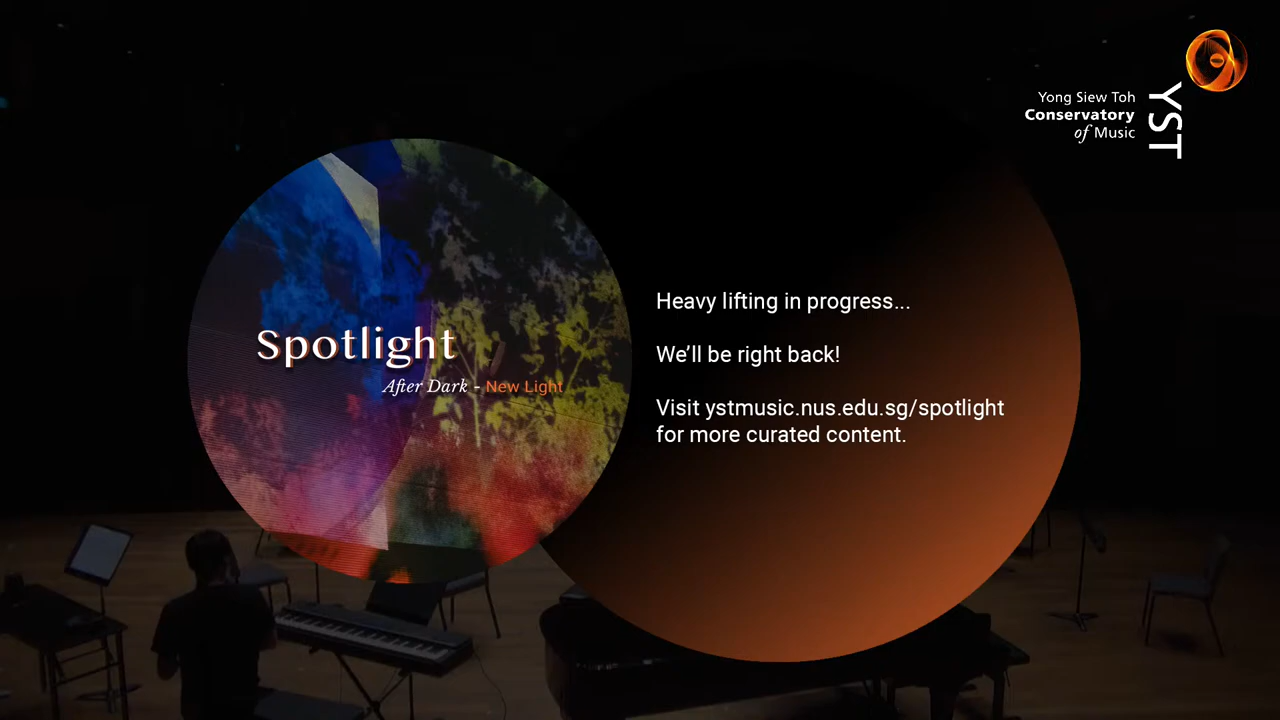 Yong Siew Toh
Conservatory
of Music
YST
Spotlight
After Dark - New Light
Heavy lifting in progress...
We’ll be right back!
Visit ystmusic.nus.edu.sg/spotlight
for more curated content.